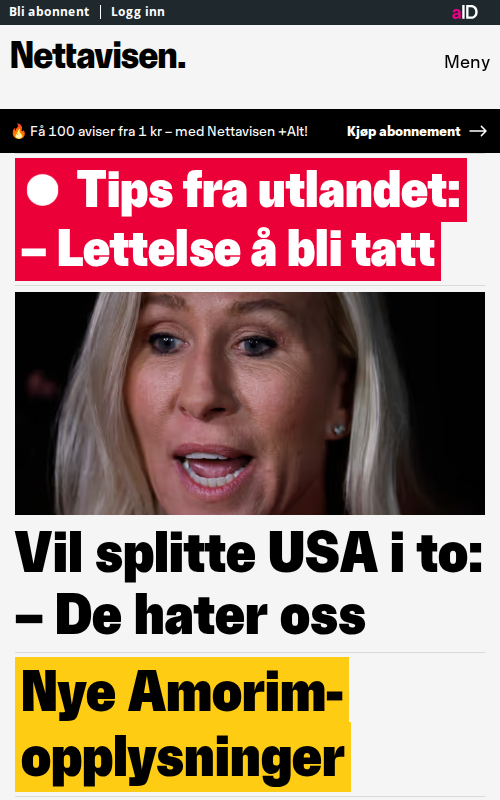 Bli abonnent | Logg inn
aID
Nettavisen.
Meny
🔥 Få 100 aviser fra 1 kr – med Nettavisen +Alt!
Kjøp abonnement →
Tips fra utlandet:
– Lettelse å bli tatt
Vil splitte USA i to:
– De hater oss
Nye Amorim-
opplysninger